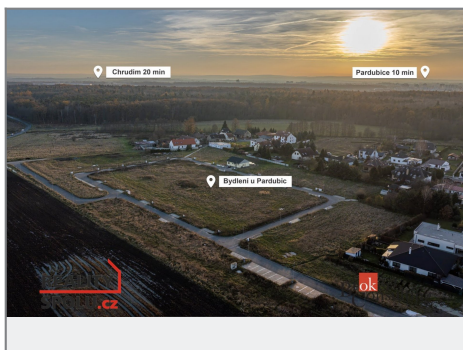 Chrudim 20 min
Pardubice 10 min
Bydlení u Pardubic
ok
.cz